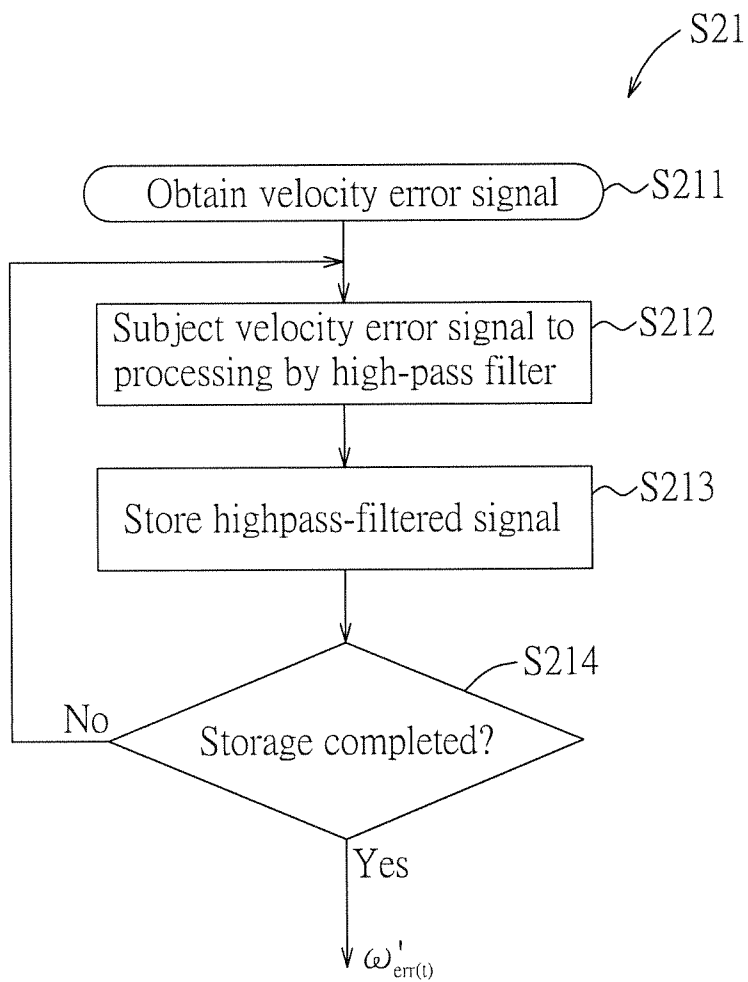 S21
Obtain velocity error signal
S211
Subject velocity error signal to
processing by high-pass filter
S212
Store highpass-filtered signal
S213
S214
Storage completed?
No
Yes
ω'err(t)